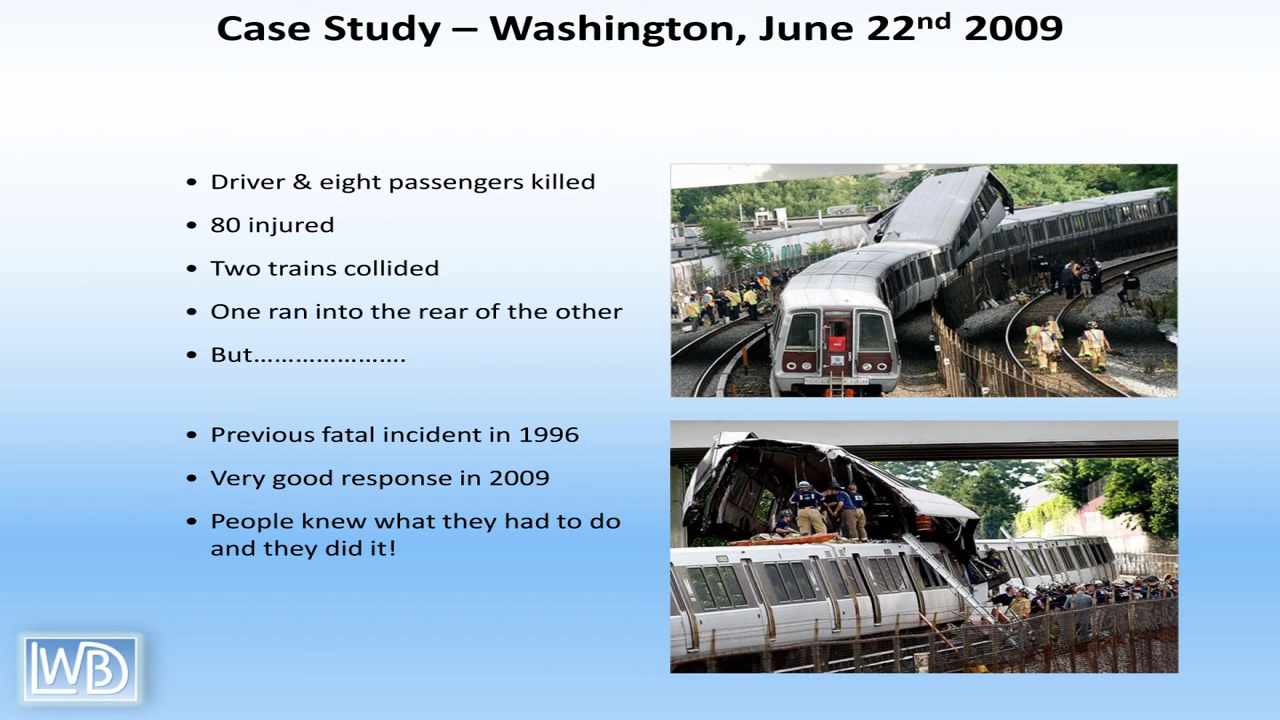 Case Study – Washington, June 22nd 2009
• Driver & eight passengers killed
• 80 injured
• Two trains collided
• One ran into the rear of the other
• But…………………
• Previous fatal incident in 1996
• Very good response in 2009
• People knew what they had to do
and they did it!
LWBD